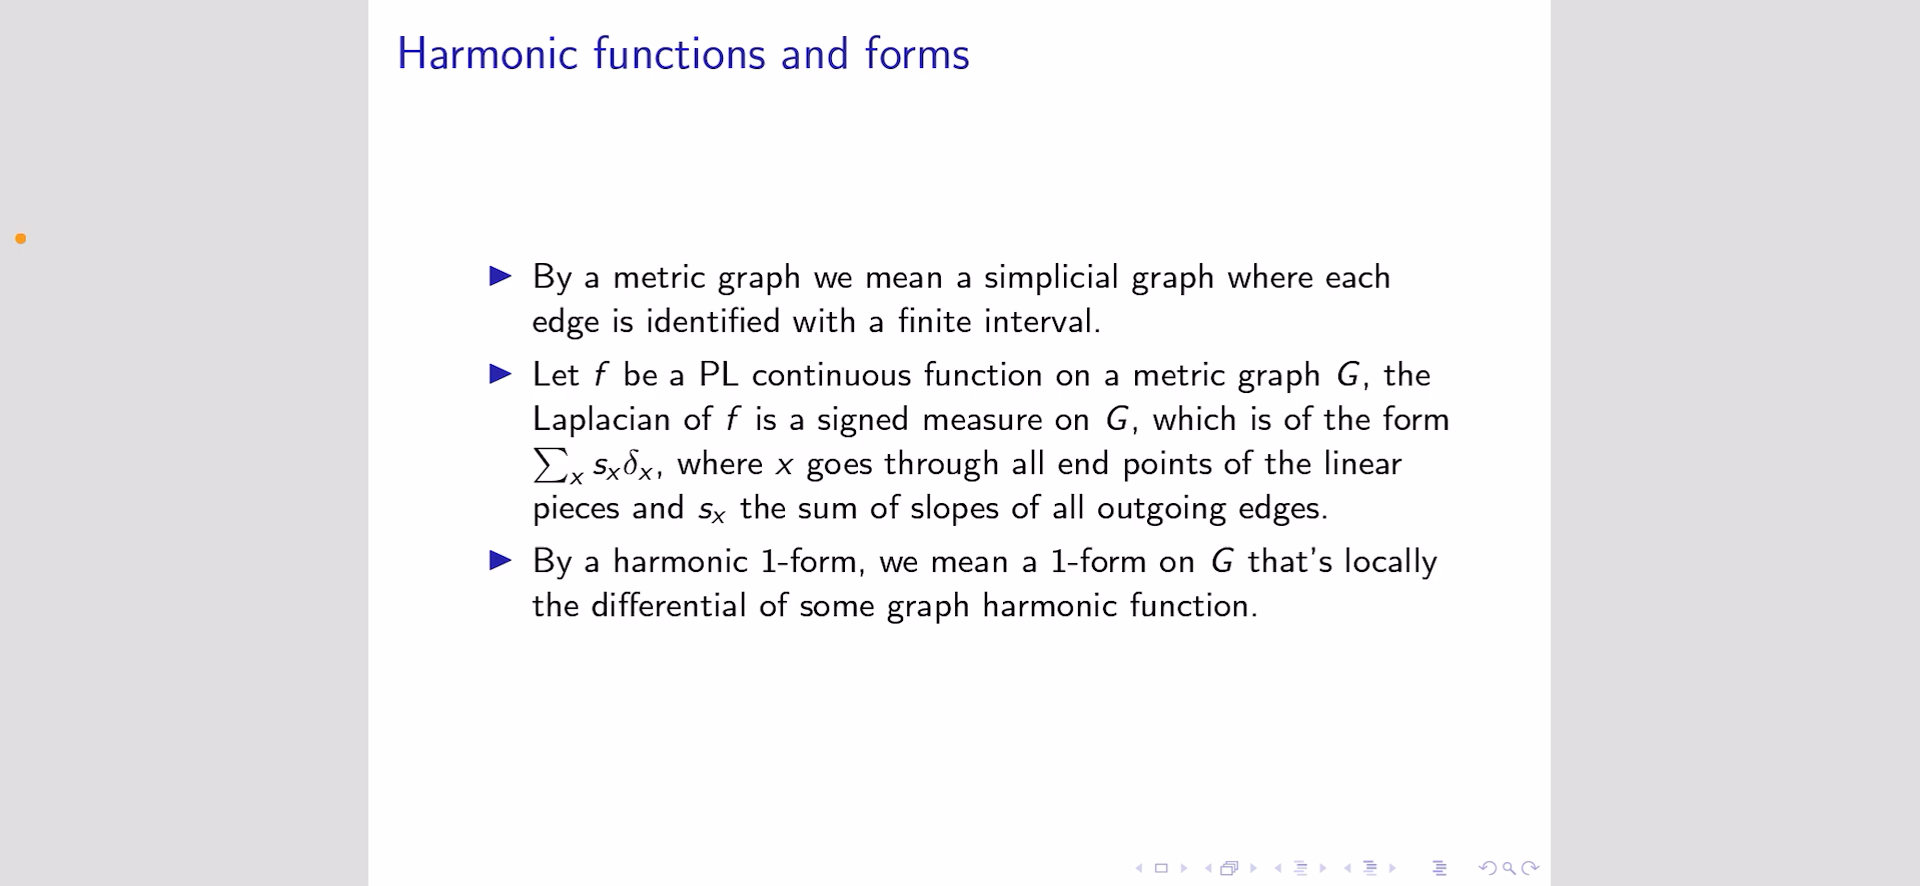 Harmonic functions and forms
▶ By a metric graph we mean a simplicial graph where each
edge is identified with a finite interval.
▶ Let f be a PL continuous function on a metric graph G, the
Laplacian of f is a signed measure on G, which is of the form
∑ₓ sₓδₓ, where x goes through all end points of the linear
pieces and sₓ the sum of slopes of all outgoing edges.
▶ By a harmonic 1-form, we mean a 1-form on G that's locally
the differential of some graph harmonic function.